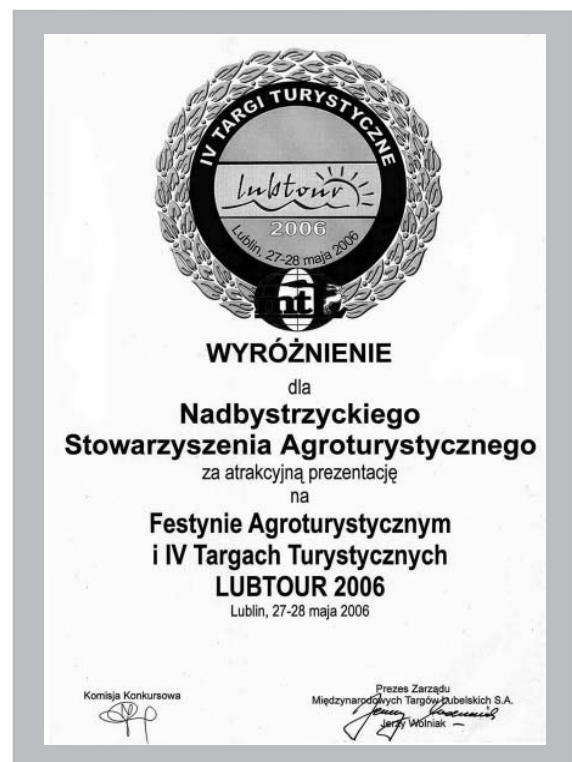 IV TARGI TURYSTYCZNE
lubtour
2006
Lublin, 27-28 maja 2006
mtl
WYRÓŻNIENIE
dla
Nadbystrzyckiego
Stowarzyszenia Agroturystycznego
za atrakcyjną prezentację
na
Festynie Agroturystycznym
i IV Targach Turystycznych
LUBTOUR 2006
Lublin, 27-28 maja 2006
Komisja Konkursowa
Prezes Zarządu
Międzynarodowych Targów Lubelskich S.A.
Jerzy Wolniak